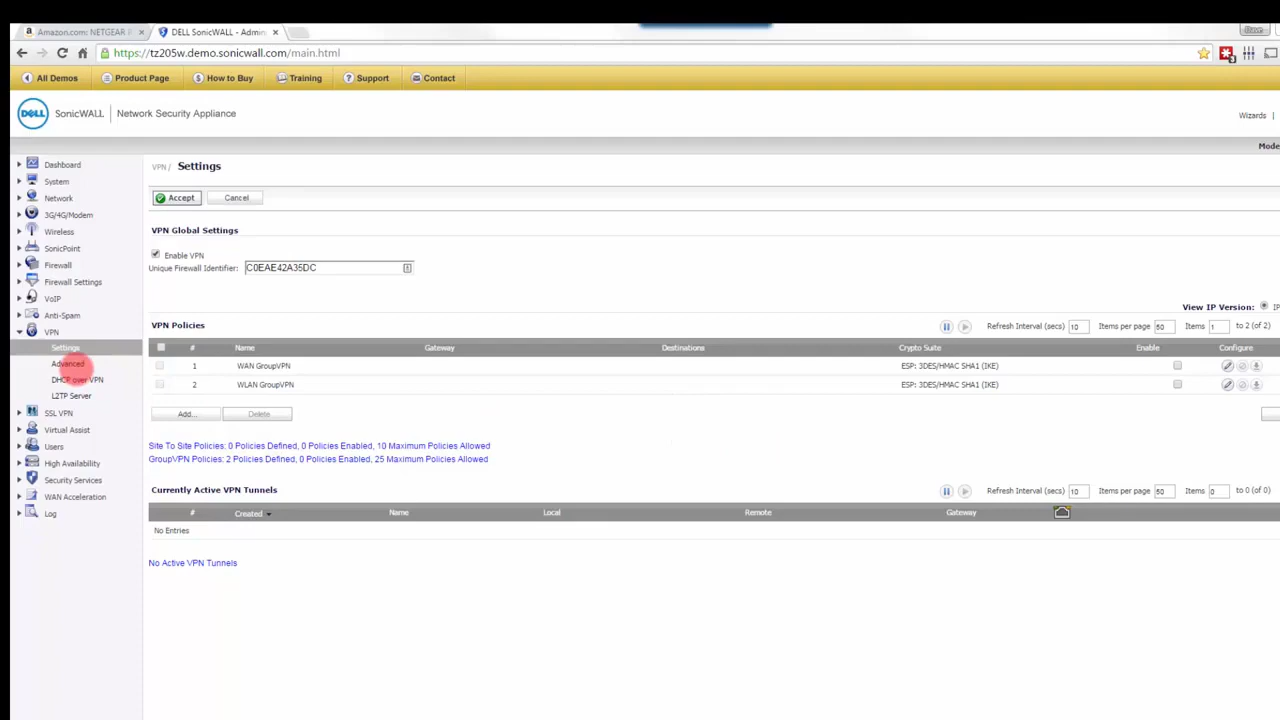 Amazon.com: NETGEAR P
DELL SonicWALL - Admin
Dave
https://tz205w.demo.sonicwall.com/main.html
All Demos Product Page How to Buy Training Support Contact
DELL SonicWALL Network Security Appliance
Wizards
Mode
Dashboard
System
Network
3G/4G/Modem
Wireless
SonicPoint
Firewall
Firewall Settings
VoIP
Anti-Spam
VPN
Settings
Advanced
DHCP over VPN
L2TP Server
SSL VPN
Virtual Assist
Users
High Availability
Security Services
WAN Acceleration
Log
VPN / Settings
Accept Cancel
VPN Global Settings
Enable VPN
Unique Firewall Identifier: C0EAE42A35DC
View IP Version: IP
VPN Policies Refresh Interval (secs) 10 Items per page 50 Items 1 to 2 (of 2)
# Name Gateway Destinations Crypto Suite Enable Configure
1 WAN GroupVPN ESP: 3DES/HMAC SHA1 (IKE)
2 WLAN GroupVPN ESP: 3DES/HMAC SHA1 (IKE)
Add... Delete
Site To Site Policies: 0 Policies Defined, 0 Policies Enabled, 10 Maximum Policies Allowed
GroupVPN Policies: 2 Policies Defined, 0 Policies Enabled, 25 Maximum Policies Allowed
Currently Active VPN Tunnels Refresh Interval (secs) 10 Items per page 50 Items 0 to 0 (of 0)
# Created Name Local Remote Gateway
No Entries
No Active VPN Tunnels